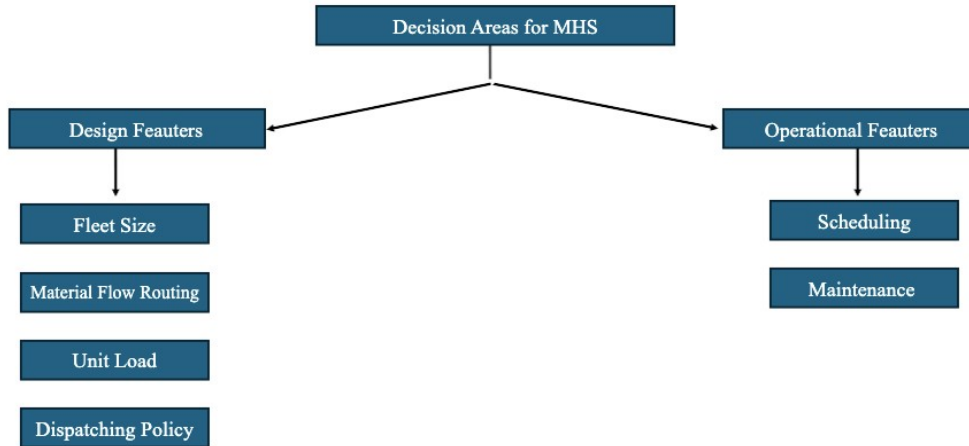 Decision Areas for MHS
Design Feauters
Operational Feauters
Fleet Size
Scheduling
Material Flow Routing
Maintenance
Unit Load
Dispatching Policy